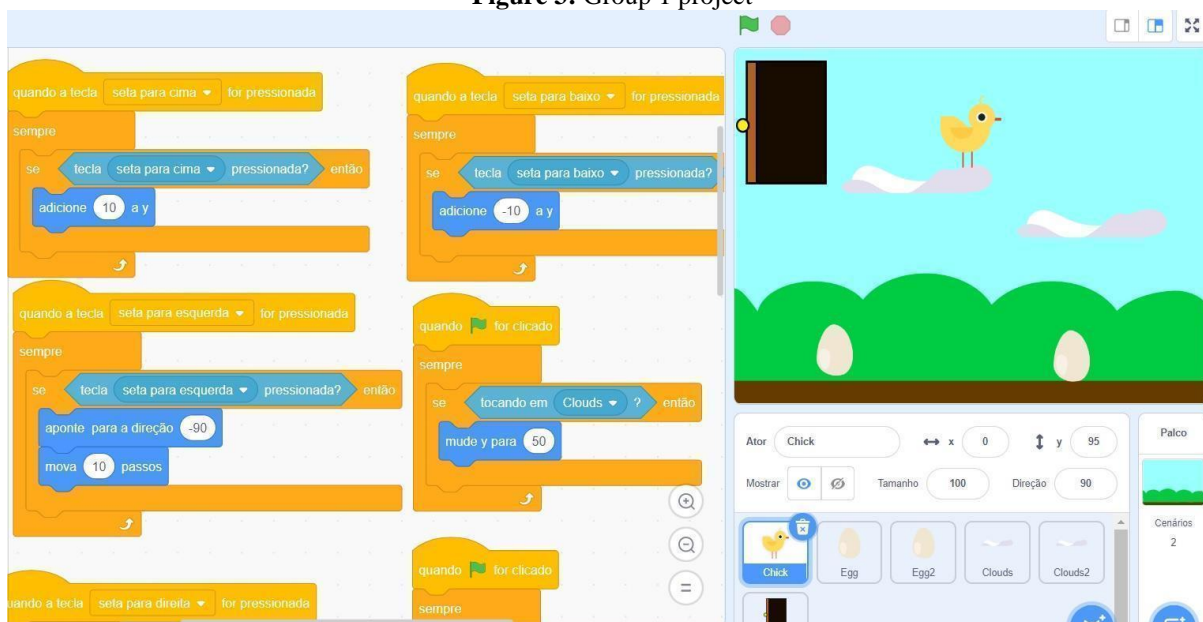 Figure 3: Group 1 project
quando a tecla seta para cima for pressionada
sempre
se tecla seta para cima pressionada? então
adicione 10 a y
quando a tecla seta para baixo for pressionada
sempre
se tecla seta para baixo pressionada?
adicione -10 a y
quando a tecla seta para esquerda for pressionada
sempre
se tecla seta para esquerda pressionada? então
aponte para a direção -90
mova 10 passos
quando for clicado
sempre
se tocando em Clouds ? então
mude y para 50
uando a tecla seta para direita for pressionada
quando for clicado
sempre
Ator Chick x 0 y 95
Mostrar Tamanho 100 Direção 90
Chick
Egg
Egg2
Clouds
Clouds2
Palco
Cenários
2